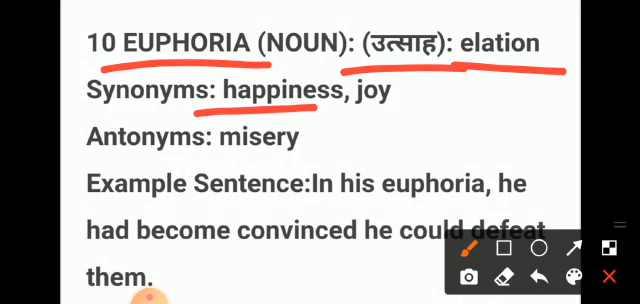 10 EUPHORIA (NOUN): (उत्साह): elation
Synonyms: happiness, joy
Antonyms: misery
Example Sentence:In his euphoria, he
had become convinced he could defeat
them.